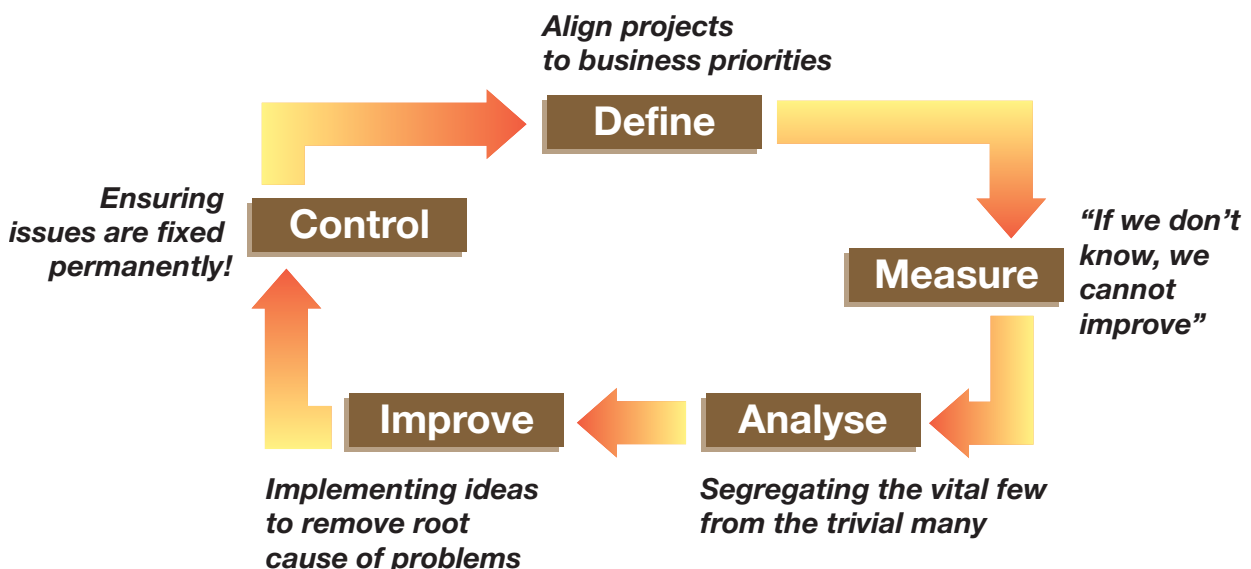 Align projects
to business priorities
Define
Ensuring
issues are fixed
permanently!
Control
Measure
“If we don’t
know, we
cannot
improve”
Improve
Analyse
Implementing ideas
to remove root
cause of problems
Segregating the vital few
from the trivial many